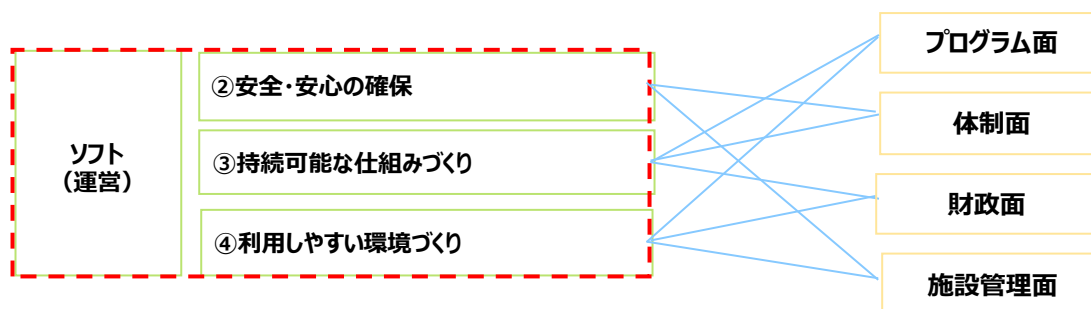 プログラム面
②安全・安心の確保
体制面
ソフト
（運営）
③持続可能な仕組みづくり
財政面
④利用しやすい環境づくり
施設管理面